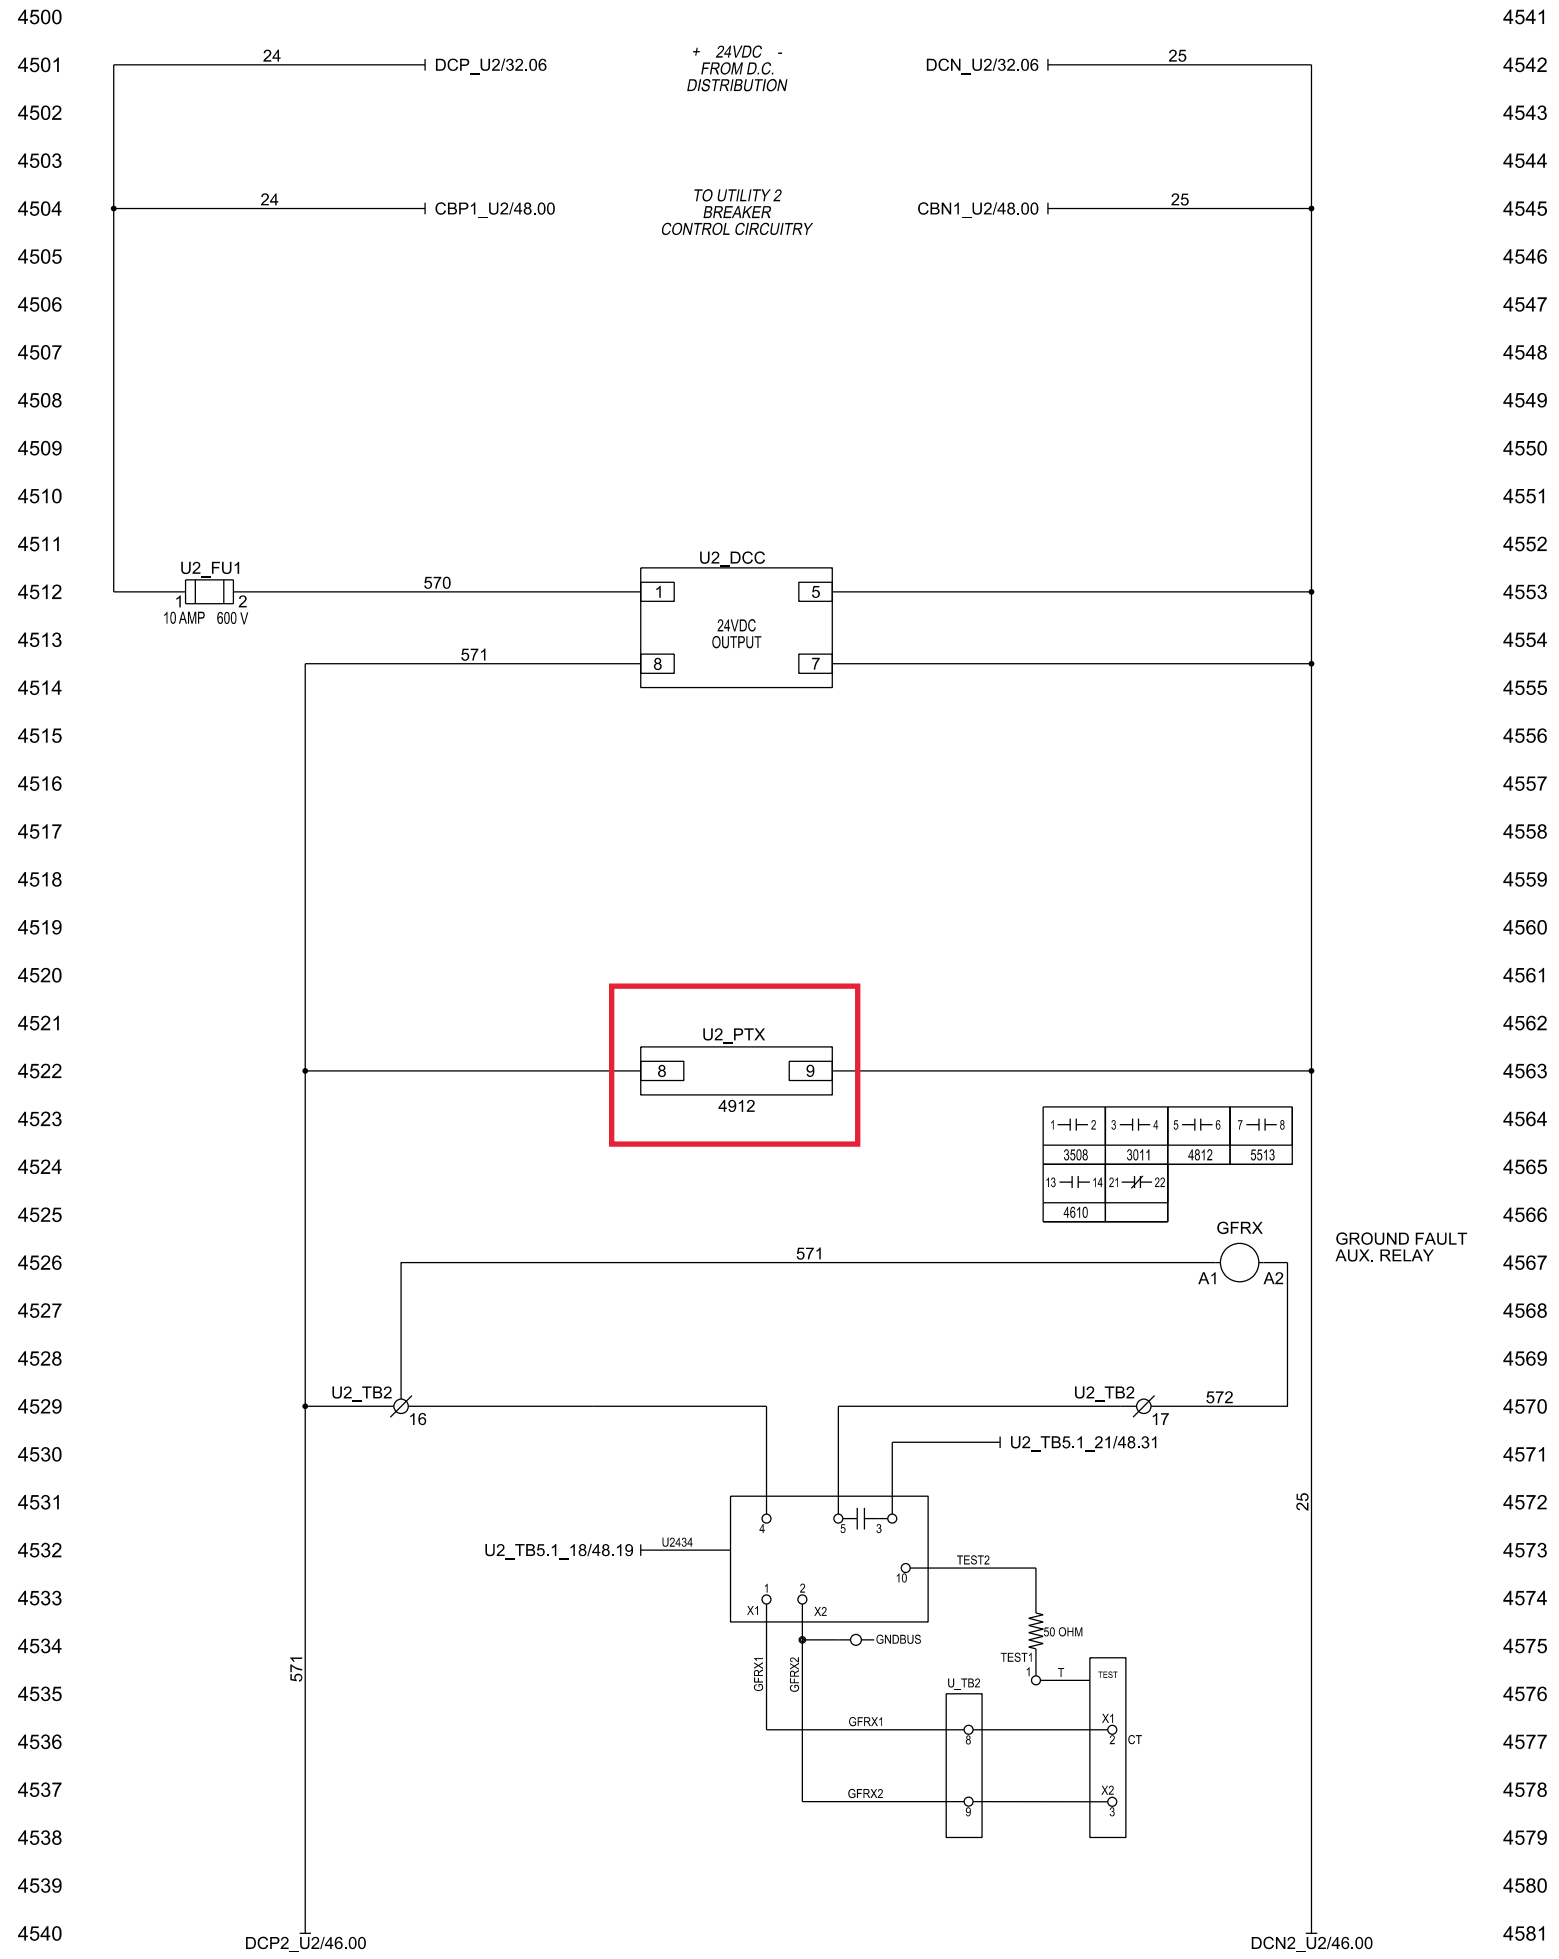 4500 4541
4501 24 DCP_U2/32.06 + 24VDC - DCN_U2/32.06 25 4542
FROM D.C.
DISTRIBUTION
4502 4543
4503 4544
TO UTILITY 2
4504 24 CBP1_U2/48.00 BREAKER CBN1_U2/48.00 25 4545
CONTROL CIRCUITRY
4505 4546
4506 4547
4507 4548
4508 4549
4509 4550
4510 4551
4511 4552
U2_FU1 U2_DCC
4512 1 2 570 1 5 4553
10 AMP 600 V
4513 24VDC 4554
OUTPUT
571 8 7
4514 4555
4515 4556
4516 4557
4517 4558
4518 4559
4519 4560
4520 4561
4521 4562
U2_PTX
4522 8 9 4563
4523 4912 4564
1 2 3 4 5 6 7 8
3508 3011 4812 5513
4524 4565
13 14 21 22
4525 4610 4566
GFRX
GROUND FAULT
AUX. RELAY
4526 571 A1 A2 4567
4527 4568
4528 4569
4529 U2_TB2 16 U2_TB2 17 572 4570
4530 U2_TB5.1_21/48.31 4571
4531 25 4572
4 5 3
4532 U2_TB5.1_18/48.19 U2434 4573
10 TEST2
4533 1 2 4574
X1 X2
50 OHM
4534 GNDBUS 4575
571 GFRX1 GFRX2 TEST1 1 T TEST
4535 U_TB2 4576
GFRX1 X1
4536 8 2 CT 4577
4537 GFRX2 X2 4578
9 3
4538 4579
4539 4580
4540 4581
DCP2_U2/46.00 DCN2_U2/46.00